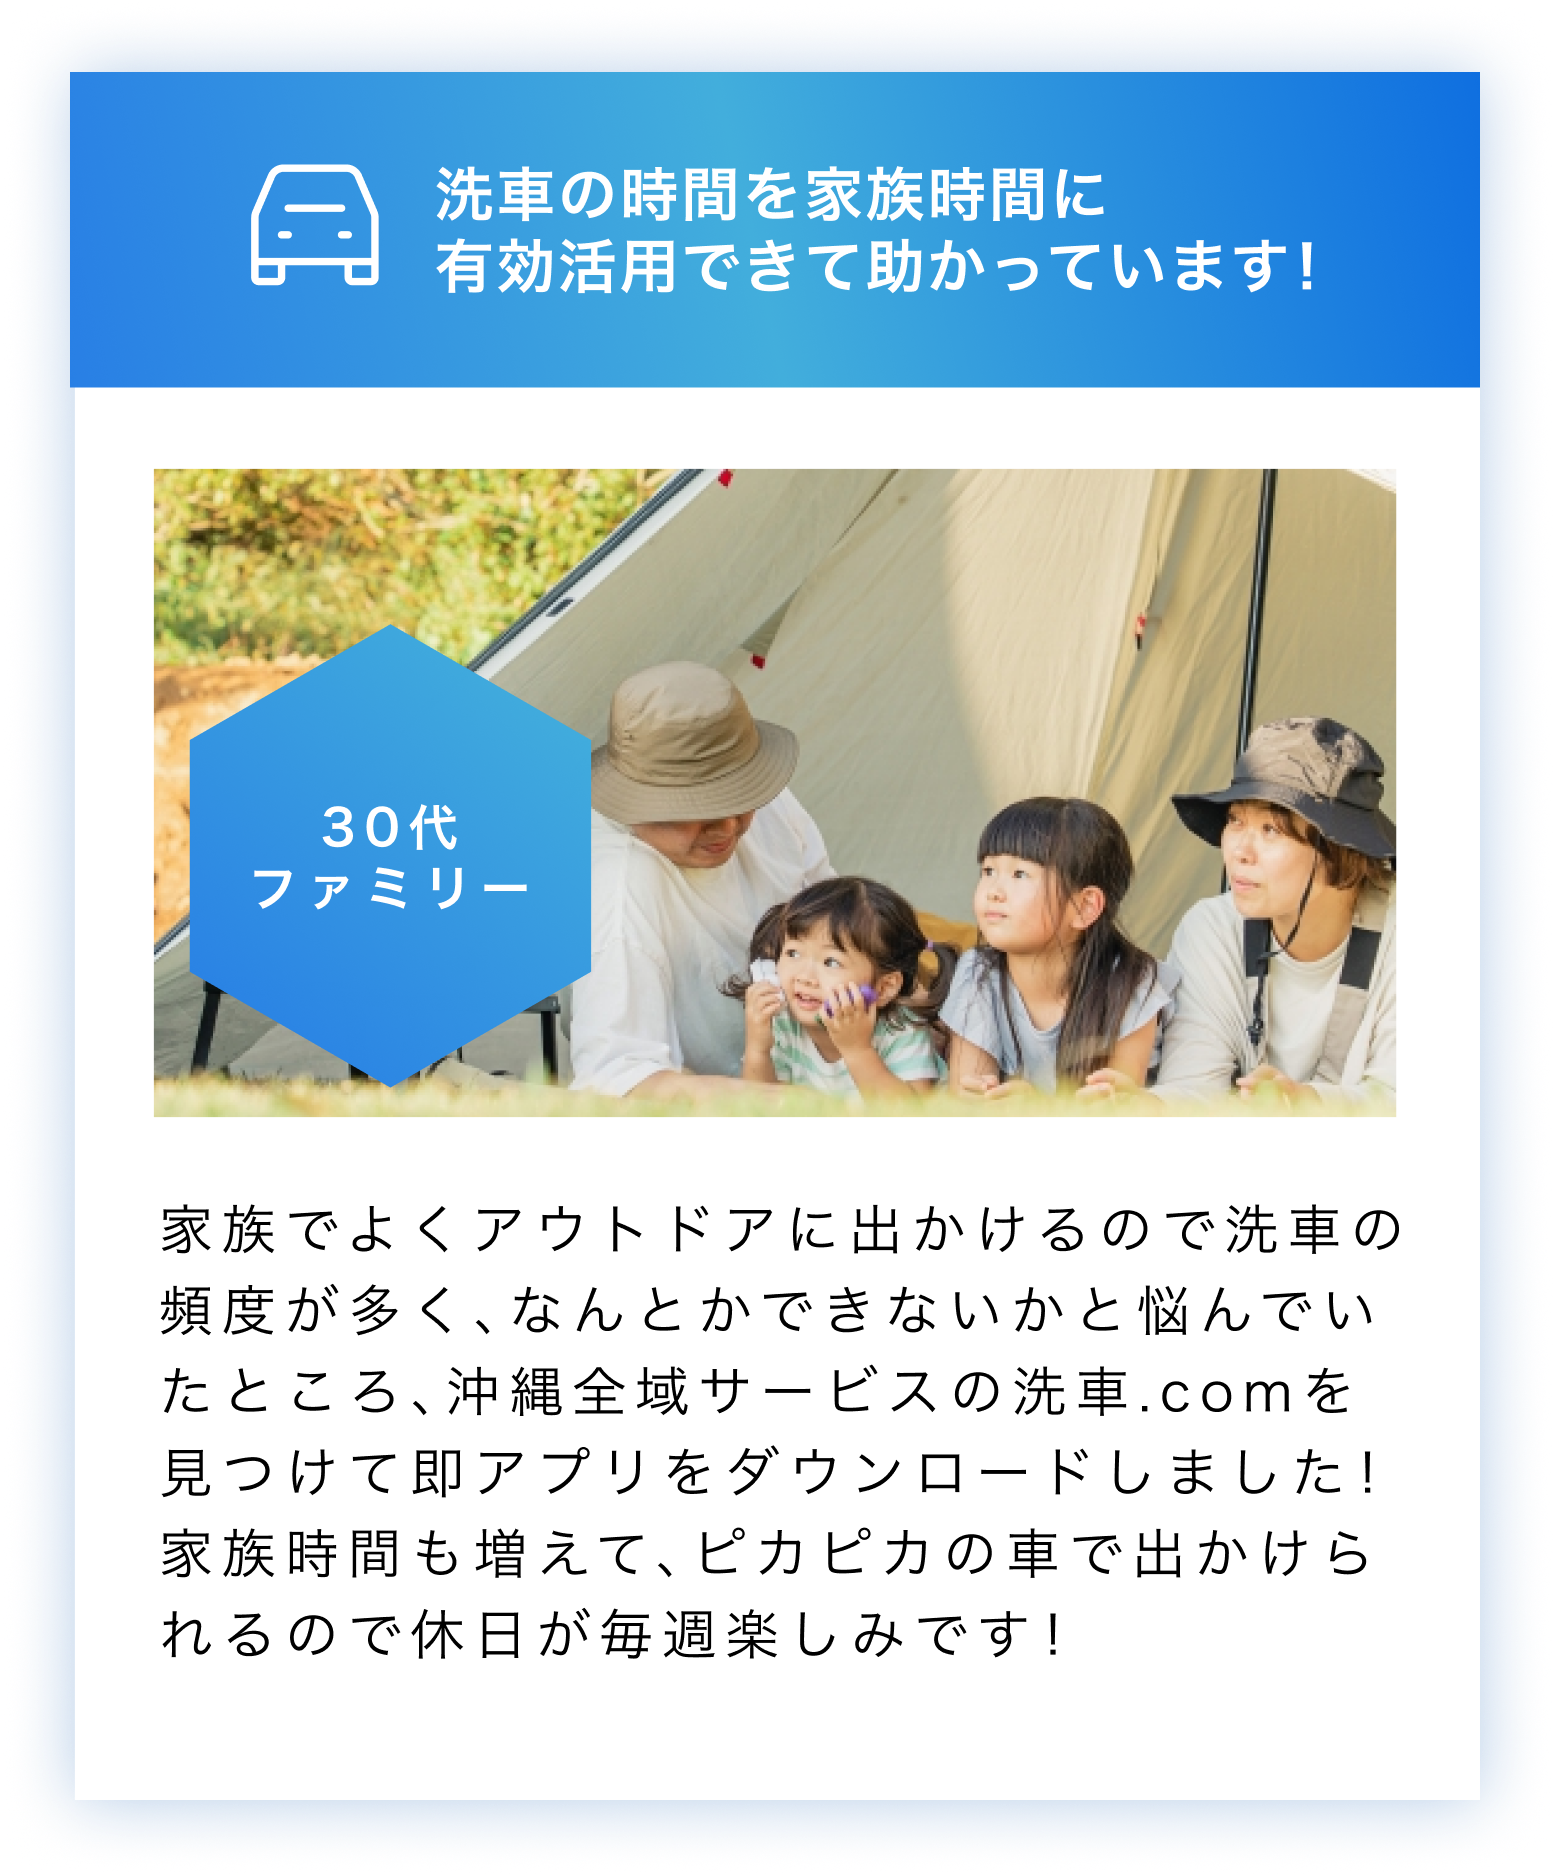 洗車の時間を家族時間に
有効活用できて助かっています！
30代
ファミリー
家族でよくアウトドアに出かけるので洗車の
頻度が多く、なんとかできないかと悩んでい
たところ、沖縄全域サービスの洗車.comを
見つけて即アプリをダウンロードしました！
家族時間も増えて、ピカピカの車で出かけら
れるので休日が毎週楽しみです！